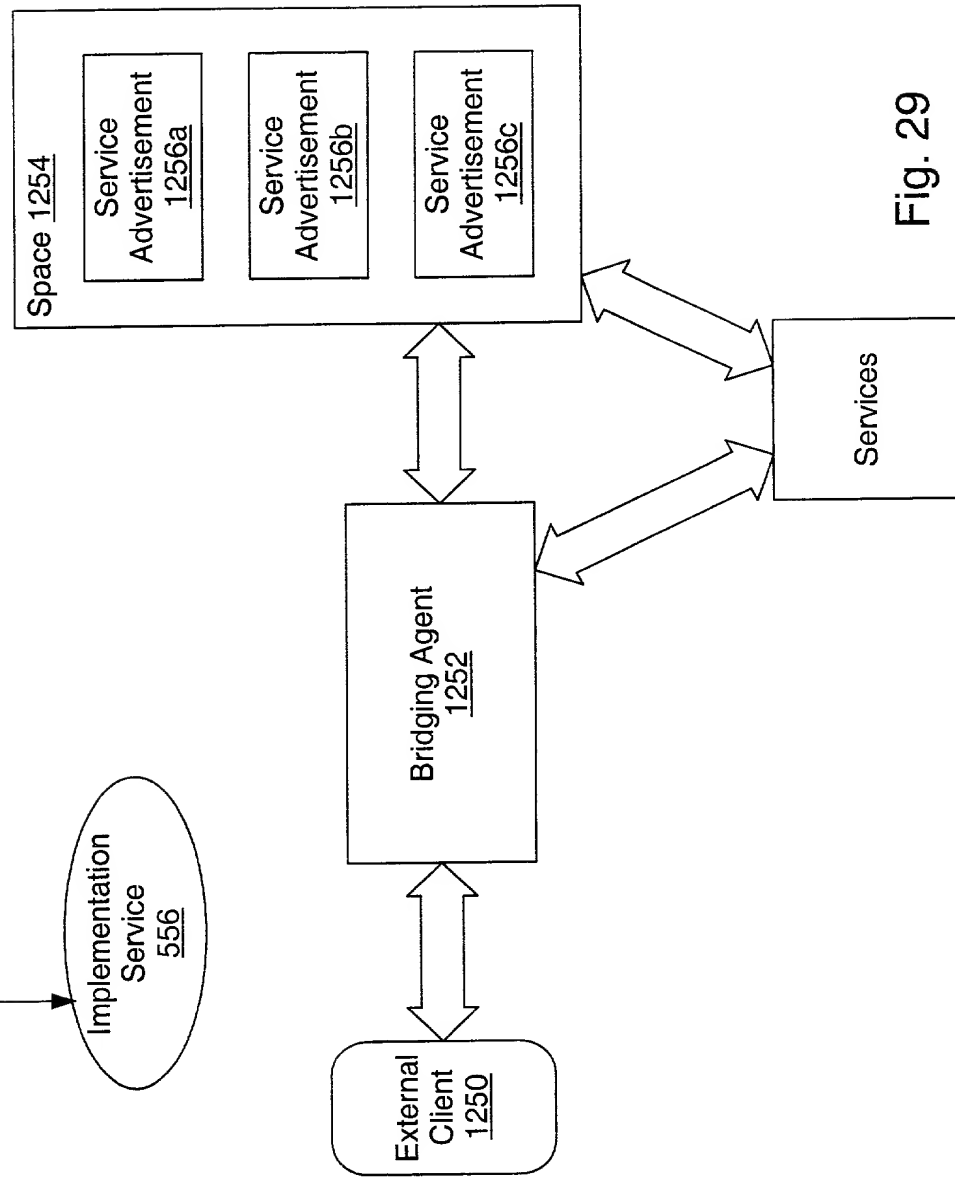 Implementation
Service
556
External
Client
1250
Bridging Agent
1252
Space 1254
Service
Advertisement
1256a
Service
Advertisement
1256b
Service
Advertisement
1256c
Services
Fig. 29